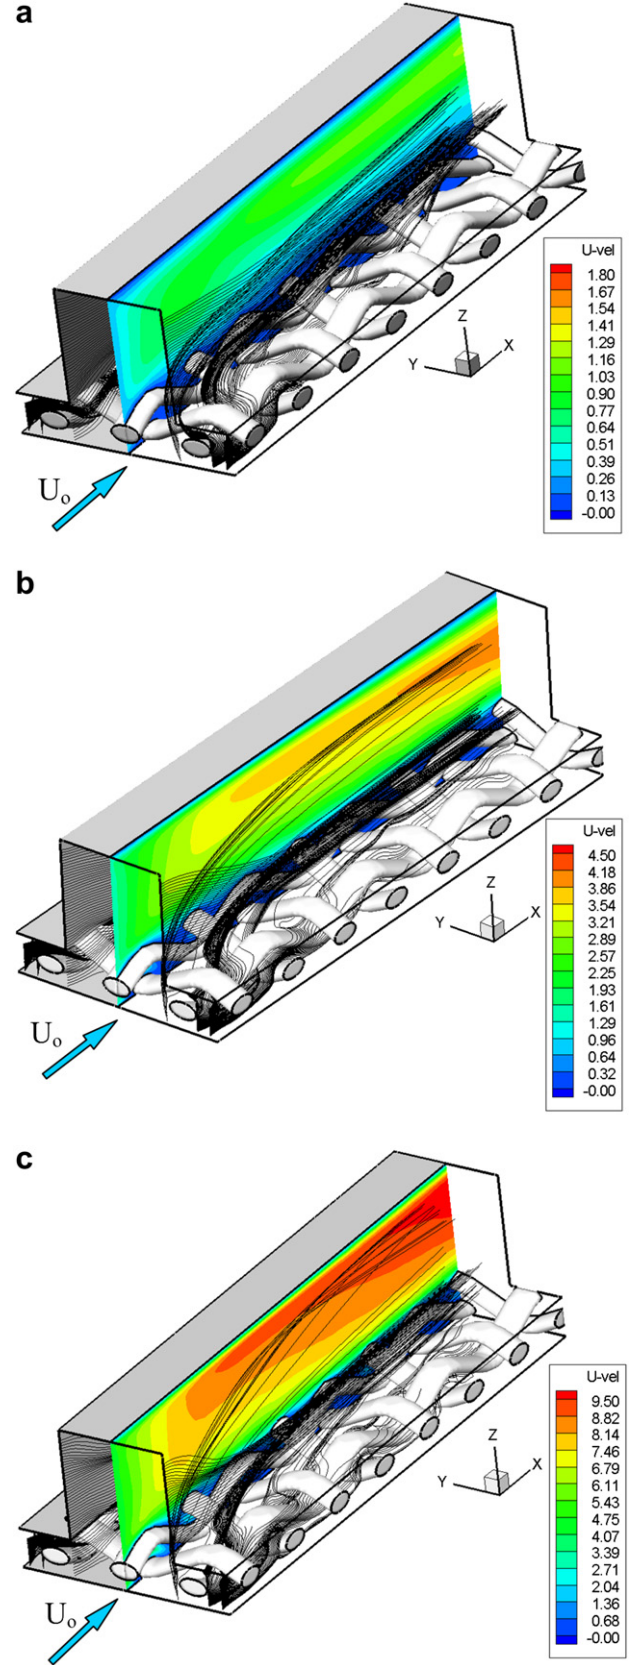 a
U-vel
1.80
1.67
1.54
1.41
1.29
1.16
1.03
0.90
0.77
0.64
0.51
0.39
0.26
0.13
-0.00
Z
X
Y
Uo
b
U-vel
4.50
4.18
3.86
3.54
3.21
2.89
2.57
2.25
1.93
1.61
1.29
0.96
0.64
0.32
-0.00
Z
X
Y
Uo
c
U-vel
9.50
8.82
8.14
7.46
6.79
6.11
5.43
4.75
4.07
3.39
2.71
2.04
1.36
0.68
-0.00
Z
X
Y
Uo